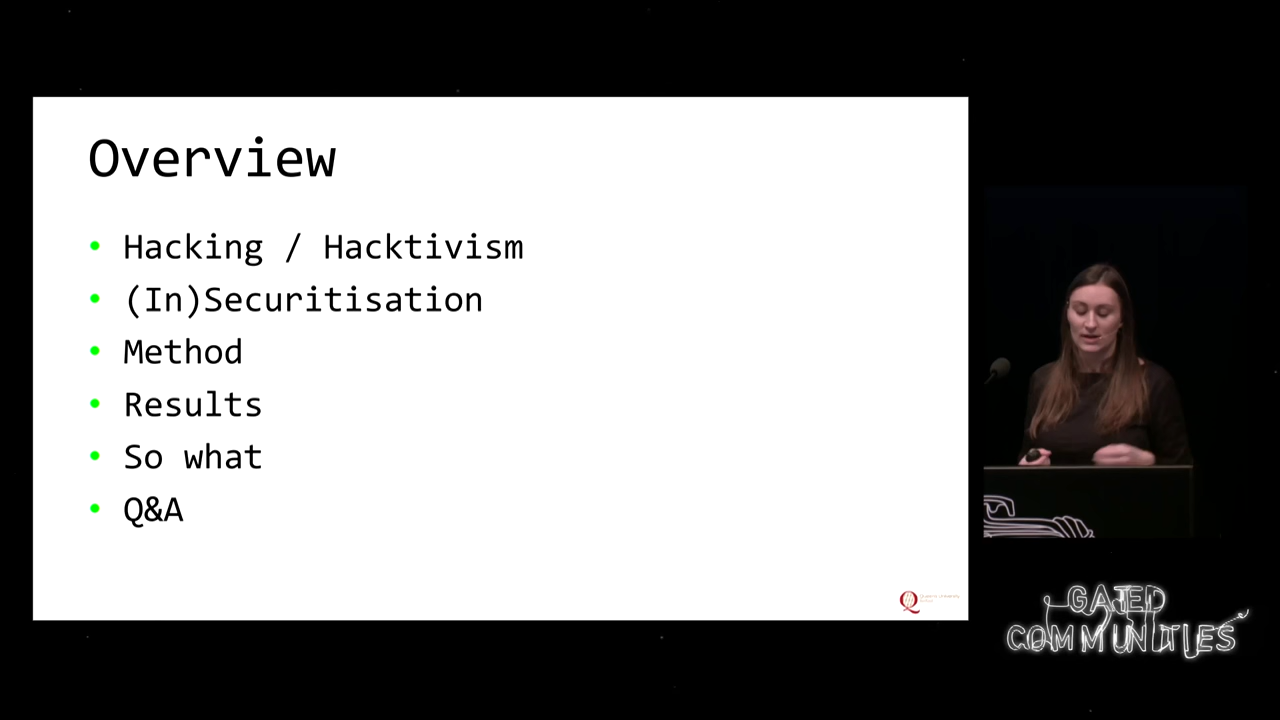 Overview
Hacking / Hacktivism
(In)Securitisation
Method
Results
So what
Q&A
GATED
COMMUNITIES